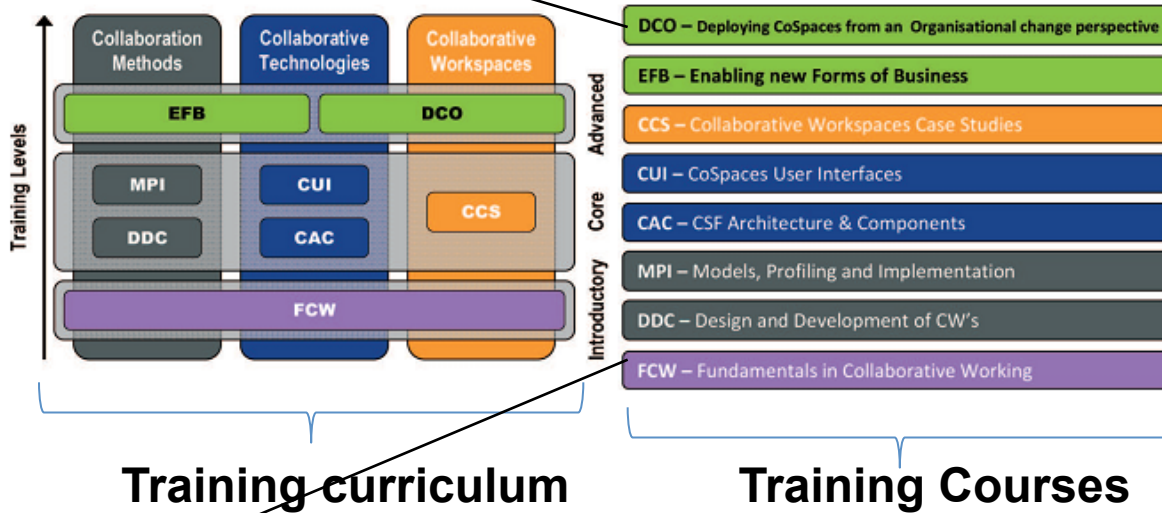 Collaboration
Methods
Collaborative
Technologies
Collaborative
Workspaces
Training Levels
EFB
DCO
Advanced
MPI
CUI
CCS
DDC
CAC
Core
FCW
Introductory
DCO – Deploying CoSpaces from an Organisational change perspective
EFB – Enabling new Forms of Business
CCS – Collaborative Workspaces Case Studies
CUI – CoSpaces User Interfaces
CAC – CSF Architecture & Components
MPI – Models, Profiling and Implementation
DDC – Design and Development of CW's
FCW – Fundamentals in Collaborative Working
Training curriculum
Training Courses